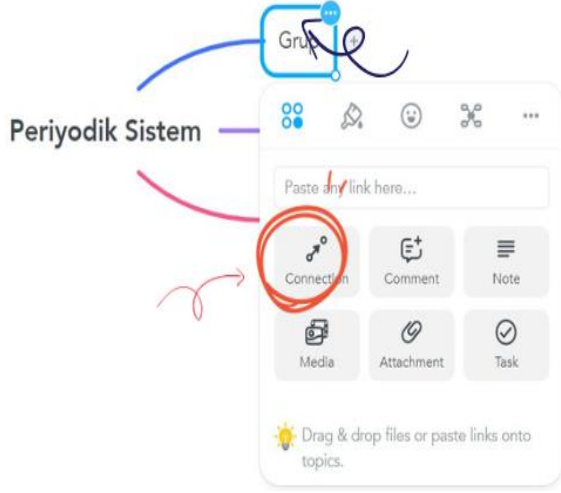 Grup
Periyodik Sistem
Paste any link here...
Connection Comment Note
Media Attachment Task
Drag & drop files or paste links onto
topics.